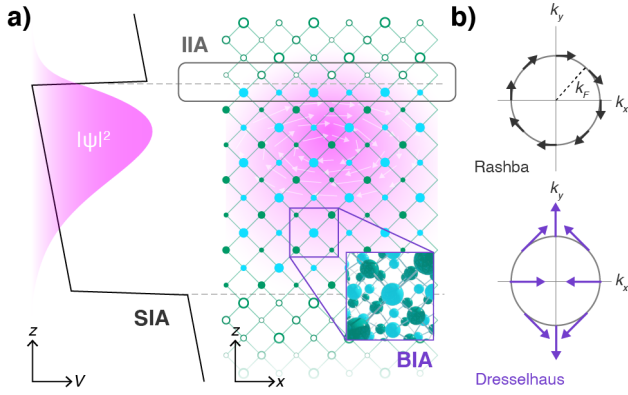 a)
IIA
|ψ|²
SIA
z
V
z
x
BIA
b)
k_y
k_F
k_x
Rashba
k_y
k_x
Dresselhaus